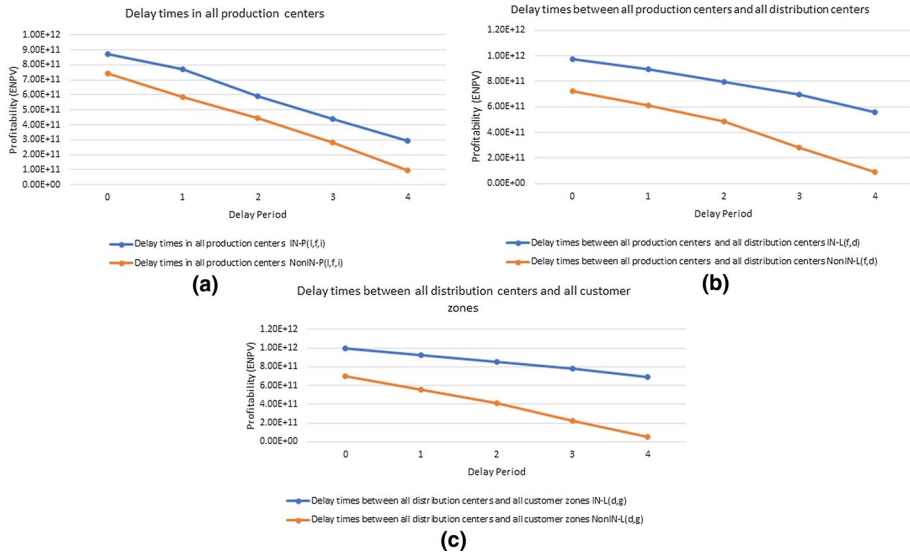 Delay times in all production centers
1.00E+12
9.00E+11
8.00E+11
7.00E+11
6.00E+11
5.00E+11
4.00E+11
3.00E+11
2.00E+11
1.00E+11
0.00E+00
Profitability (ENPV)
0 1 2 3 4
Delay Period
Delay times in all production centers IN-P(l,f,i)
Delay times in all production centers NonIN-P(l,f,i)
(a)
Delay times between all production centers and all distribution centers
1.20E+12
1.00E+12
8.00E+11
6.00E+11
4.00E+11
2.00E+11
0.00E+00
Profitability (ENPV)
0 1 2 3 4
Delay Period
Delay times between all production centers and all distribution centers IN-L(f,d)
Delay times between all production centers and all distribution centers NonIN-L(f,d)
(b)
Delay times between all distribution centers and all customer
zones
1.20E+12
1.00E+12
8.00E+11
6.00E+11
4.00E+11
2.00E+11
0.00E+00
Profitability (ENPV)
0 1 2 3 4
Delay Period
Delay times between all distribution centers and all customer zones IN-L(d,g)
Delay times between all distribution centers and all customer zones NonIN-L(d,g)
(c)